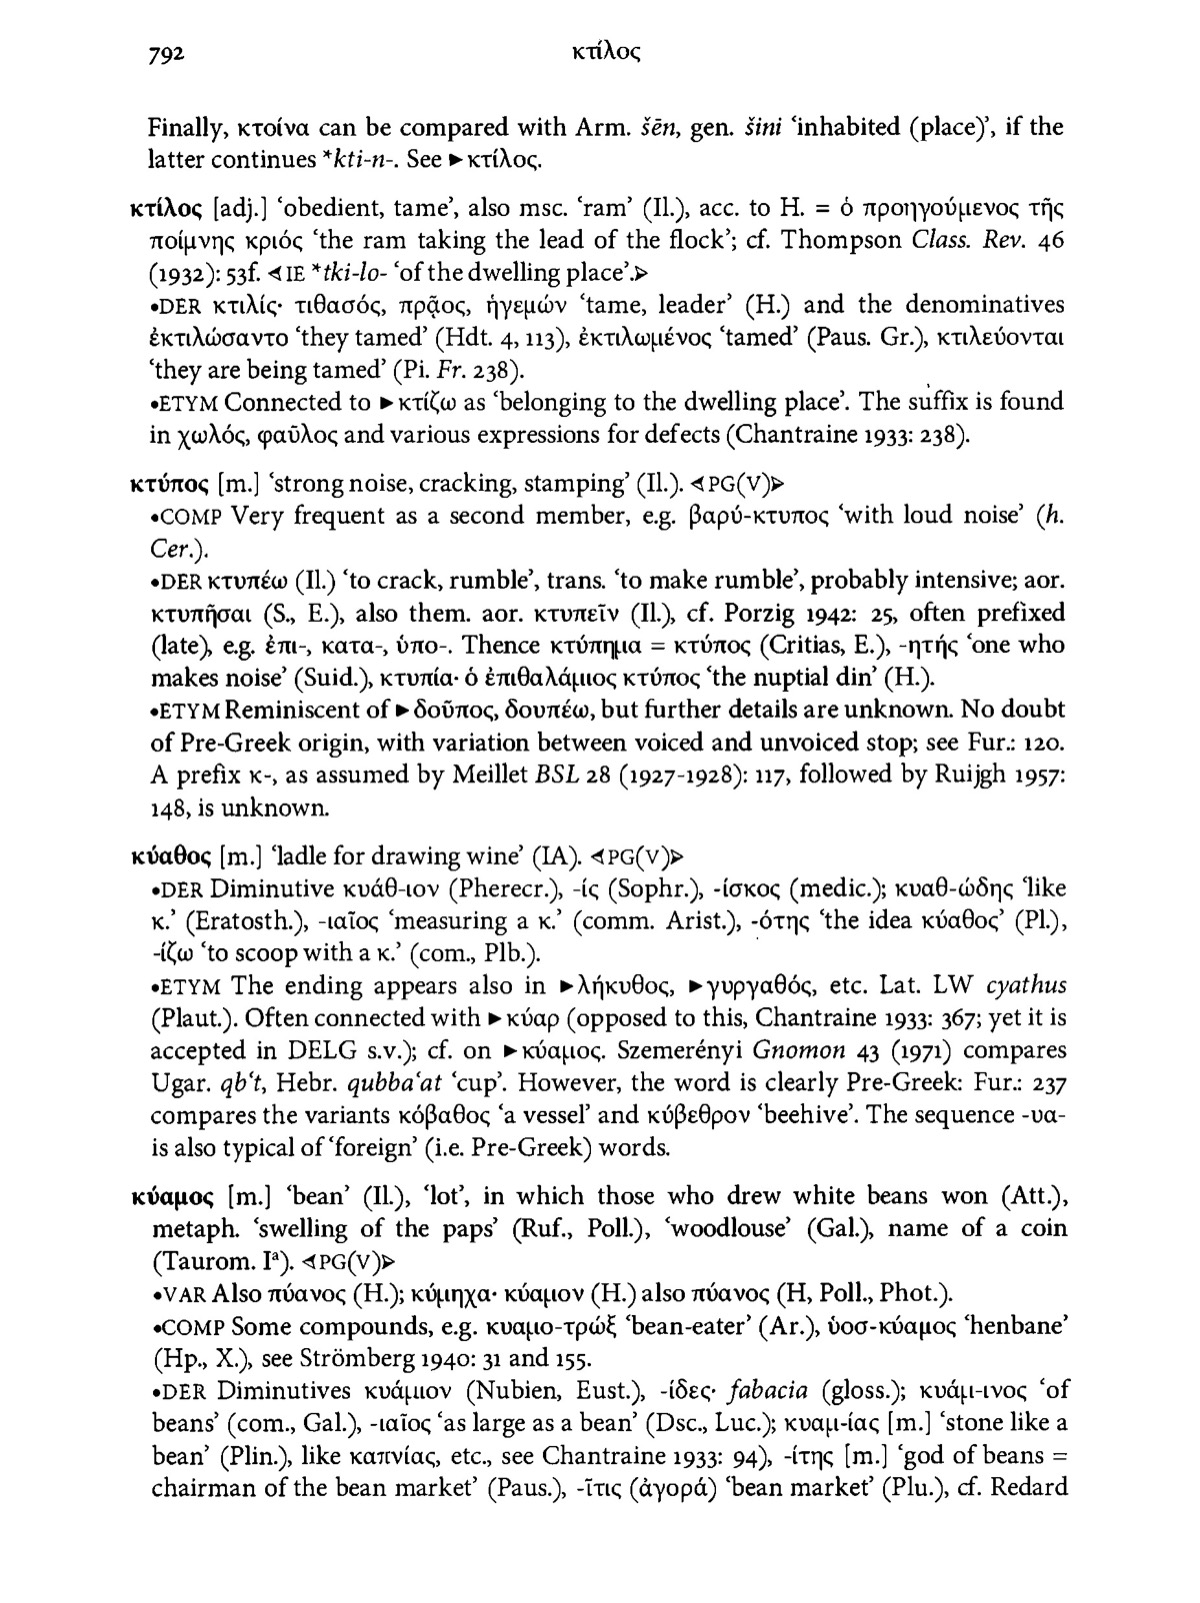 792 κτίλος
Finally, κτοίνα can be compared with Arm. šēn, gen. šini ‘inhabited (place)’, if the
latter continues *kti-n-. See ►κτίλος.
κτίλος [adj.] ‘obedient, tame’, also msc. ‘ram’ (Il.), acc. to H. = ὁ προηγούμενος τῆς
ποίμνης κριός ‘the ram taking the lead of the flock’; cf. Thompson Class. Rev. 46
(1932): 53f. ⊲IE *tki-lo- ‘of the dwelling place’.⊳
•DER κτιλίς· τιθασός, πρᾷος, ἡγεμών ‘tame, leader’ (H.) and the denominatives
ἐκτιλώσαντο ‘they tamed’ (Hdt. 4, 113), ἐκτιλωμένος ‘tamed’ (Paus. Gr.), κτιλεύονται
‘they are being tamed’ (Pi. Fr. 238).
•ETYM Connected to ►κτίζω as ‘belonging to the dwelling place’. The suffix is found
in χωλός, φαῦλος and various expressions for defects (Chantraine 1933: 238).
κτύπος [m.] ‘strong noise, cracking, stamping’ (Il.). ⊲PG(V)⊳
•COMP Very frequent as a second member, e.g. βαρύ-κτυπος ‘with loud noise’ (h.
Cer.).
•DER κτυπέω (Il.) ‘to crack, rumble’, trans. ‘to make rumble’, probably intensive; aor.
κτυπῆσαι (S., E.), also them. aor. κτυπεῖν (Il.), cf. Porzig 1942: 25, often prefixed
(late), e.g. ἐπι-, κατα-, ὑπο-. Thence κτύπημα = κτύπος (Critias, E.), -ητής ‘one who
makes noise’ (Suid.), κτυπία· ὁ ἐπιθαλάμιος κτύπος ‘the nuptial din’ (H.).
•ETYM Reminiscent of ►δοῦπος, δουπέω, but further details are unknown. No doubt
of Pre-Greek origin, with variation between voiced and unvoiced stop; see Fur.: 120.
A prefix κ-, as assumed by Meillet BSL 28 (1927-1928): 117, followed by Ruijgh 1957:
148, is unknown.
κύαθος [m.] ‘ladle for drawing wine’ (IA). ⊲PG(V)⊳
•DER Diminutive κυάθ-ιον (Pherecr.), -ίς (Sophr.), -ίσκος (medic.); κυαθ-ώδης ‘like
κ.’ (Eratosth.), -ιαῖος ‘measuring a κ.’ (comm. Arist.), -ότης ‘the idea κύαθος’ (Pl.),
-ίζω ‘to scoop with a κ.’ (com., Plb.).
•ETYM The ending appears also in ►λήκυθος, ►γυργαθός, etc. Lat. LW cyathus
(Plaut.). Often connected with ►κύαρ (opposed to this, Chantraine 1933: 367; yet it is
accepted in DELG s.v.); cf. on ►κύαμος. Szemerényi Gnomon 43 (1971) compares
Ugar. qbʿt, Hebr. qubbaʿat ‘cup’. However, the word is clearly Pre-Greek: Fur.: 237
compares the variants κόβαθος ‘a vessel’ and κύβεθρον ‘beehive’. The sequence -υα-
is also typical of ‘foreign’ (i.e. Pre-Greek) words.
κύαμος [m.] ‘bean’ (Il.), ‘lot’, in which those who drew white beans won (Att.),
metaph. ‘swelling of the paps’ (Ruf., Poll.), ‘woodlouse’ (Gal.), name of a coin
(Taurom. Iᵃ). ⊲PG(V)⊳
•VAR Also πύανος (H.); κύμηχα· κύαμον (H.) also πύανος (H, Poll., Phot.).
•COMP Some compounds, e.g. κυαμο-τρώξ ‘bean-eater’ (Ar.), ὑοσ-κύαμος ‘henbane’
(Hp., X.), see Strömberg 1940: 31 and 155.
•DER Diminutives κυάμιον (Nubien, Eust.), -ίδες· fabacia (gloss.); κυάμ-ινος ‘of
beans’ (com., Gal.), -ιαῖος ‘as large as a bean’ (Dsc., Luc.); κυαμ-ίας [m.] ‘stone like a
bean’ (Plin.), like καπνίας, etc., see Chantraine 1933: 94), -ίτης [m.] ‘god of beans =
chairman of the bean market’ (Paus.), -ῖτις (ἀγορά) ‘bean market’ (Plu.), cf. Redard